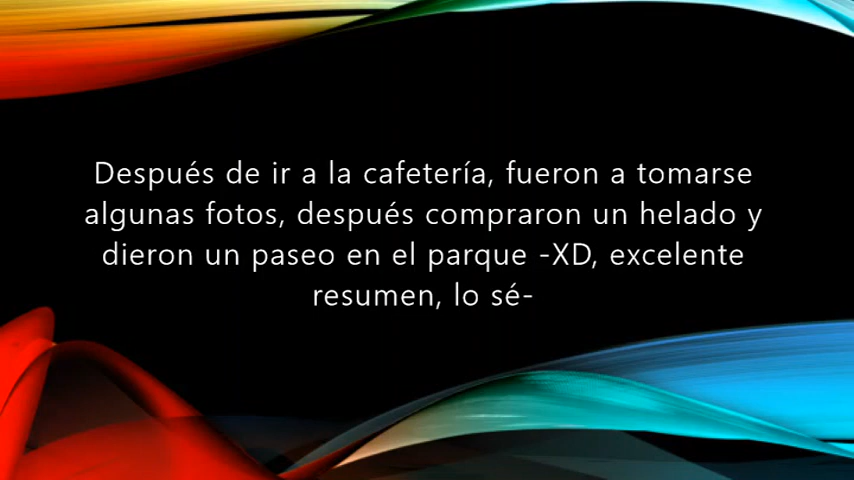 Después de ir a la cafetería, fueron a tomarse
algunas fotos, después compraron un helado y
dieron un paseo en el parque -XD, excelente
resumen, lo sé-